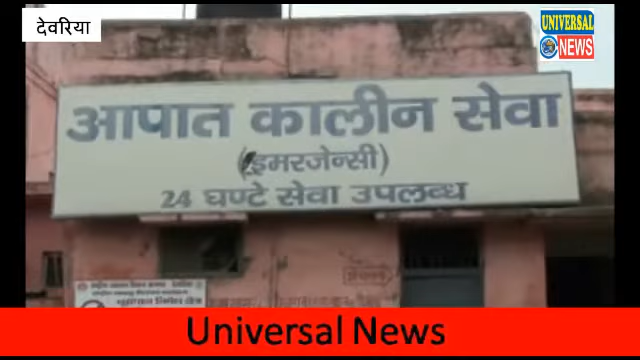 देवरिया
UNIVERSAL
NEWS
आपात कालीन सेवा
(इमरजेन्सी)
24 घण्टे सेवा उपलब्ध
Universal News